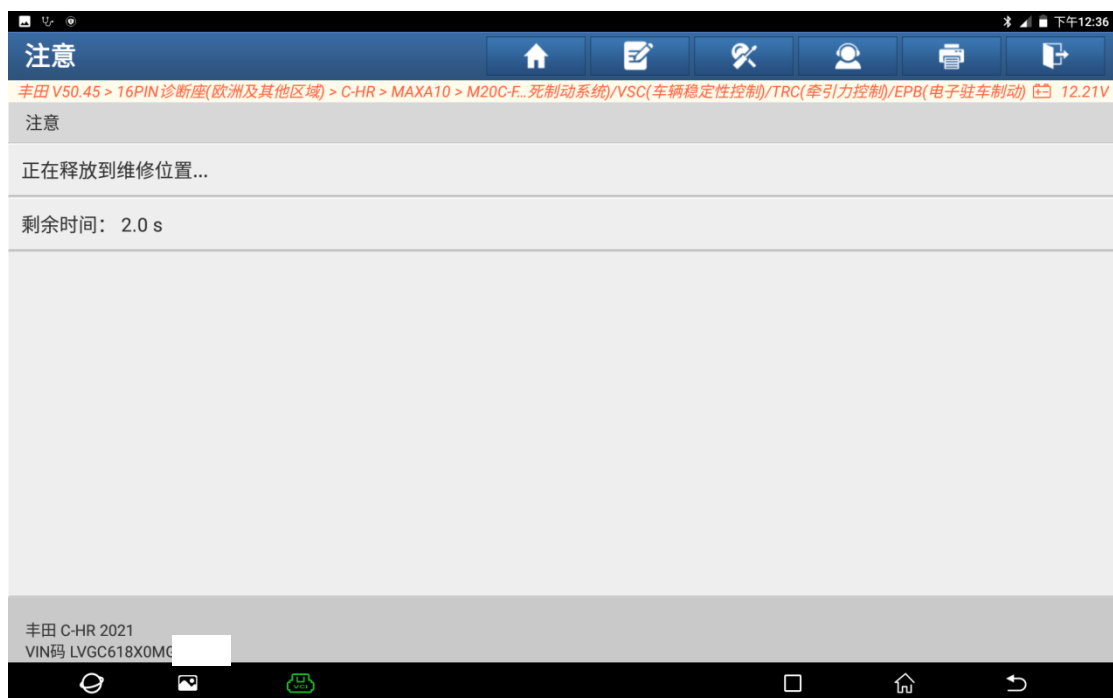 下午12:36
注意
丰田 V50.45 > 16PIN诊断座(欧洲及其他区域) > C-HR > MAXA10 > M20C-F...死制动系统)/VSC(车辆稳定性控制)/TRC(牵引力控制)/EPB(电子驻车制动) 12.21V
注意
正在释放到维修位置...
剩余时间: 2.0 s
丰田 C-HR 2021
VIN码 LVGC618X0MG
VCI